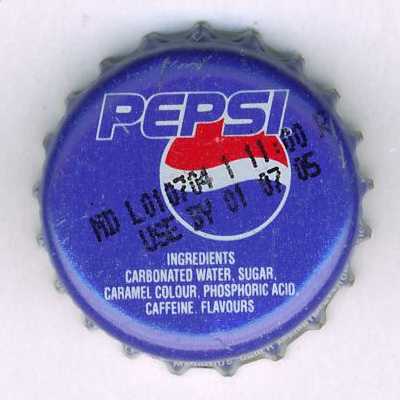 PEPSI
MD L010704 1 11:00
USE BY 01 07 05
INGREDIENTS
CARBONATED WATER, SUGAR,
CARAMEL COLOUR, PHOSPHORIC ACID,
CAFFEINE, FLAVOURS